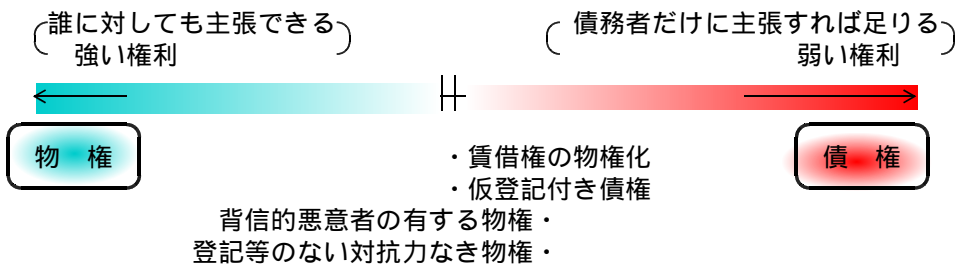 誰に対しても主張できる
強い権利
債務者だけに主張すれば足りる
弱い権利
物 権
債 権
・賃借権の物権化
・仮登記付き債権
背信的悪意者の有する物権・
登記等のない対抗力なき物権・